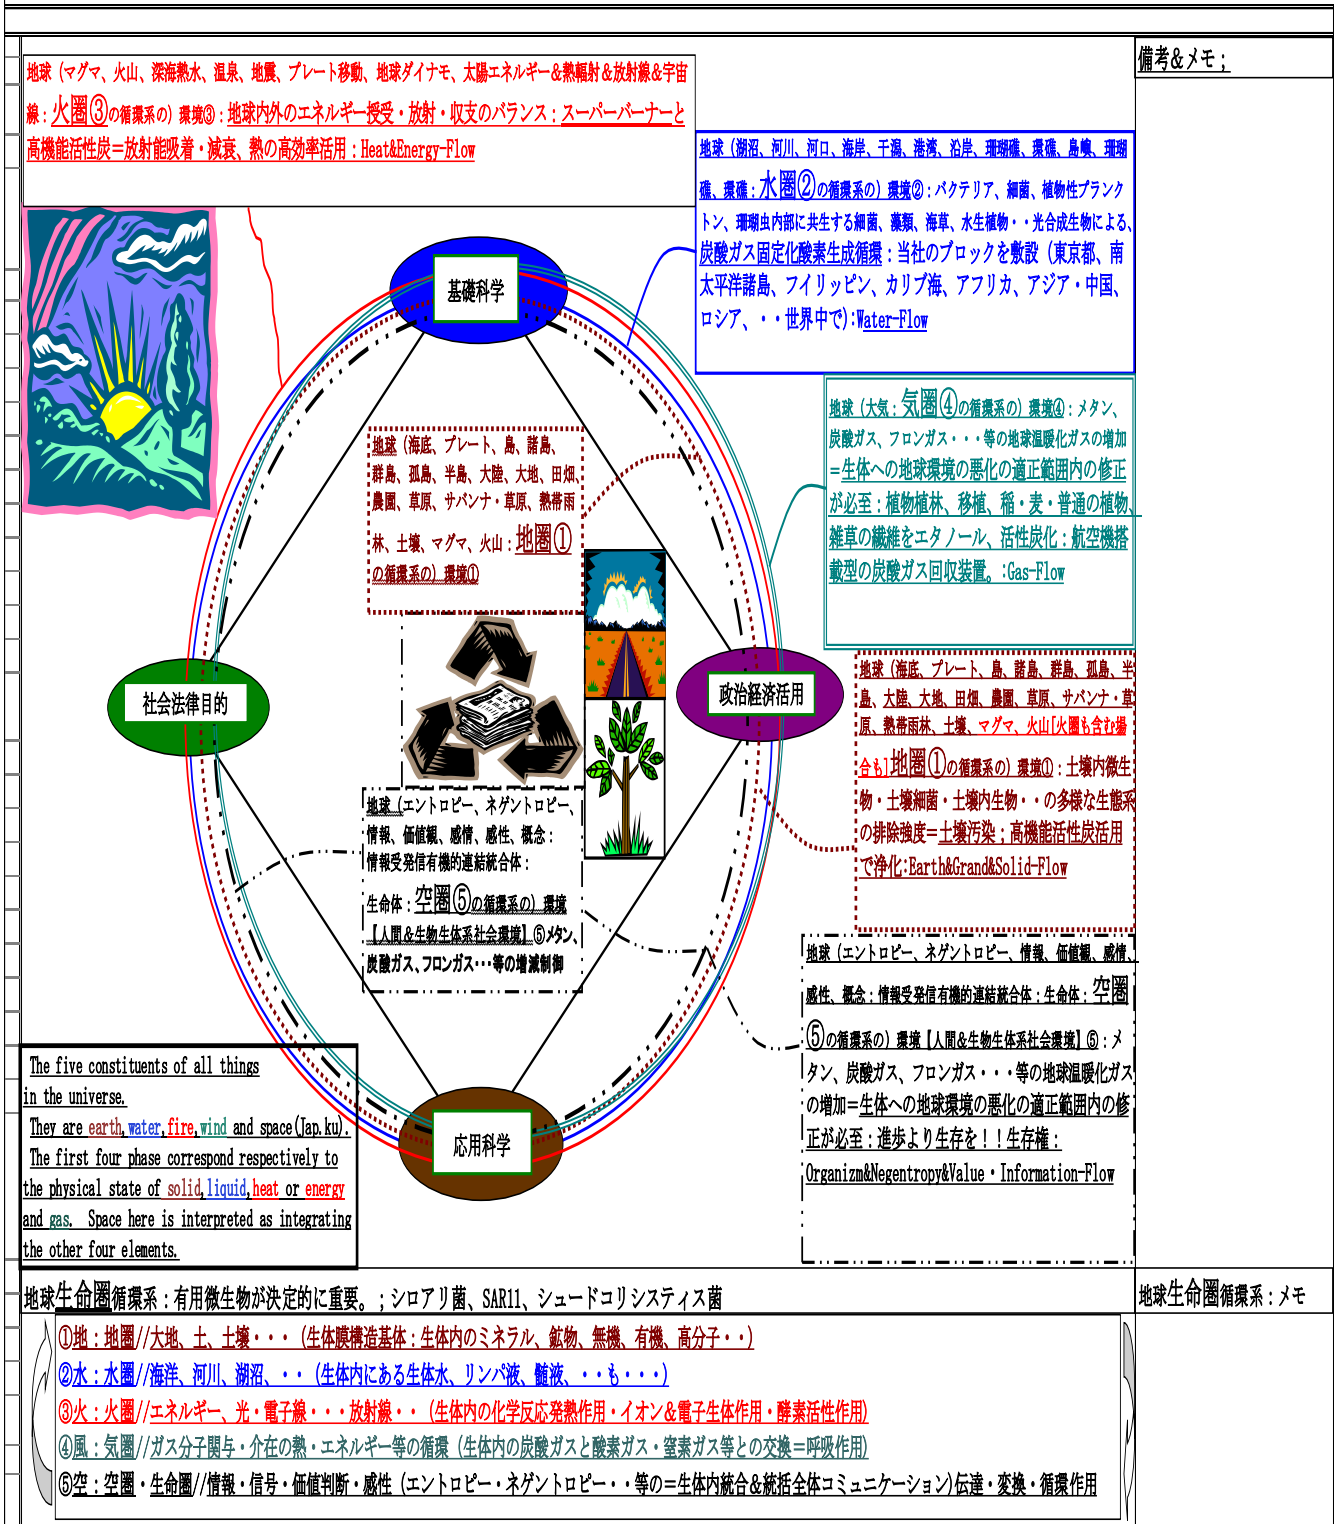 備考&メモ；
地球（マグマ、火山、深海熱水、温泉、地震、プレート移動、地球ダイナモ、太陽エネルギー&熱輻射&放射線&宇宙
線：火圏③の循環系の）環境③：地球内外のエネルギー授受・放射・収支のバランス：スーパーバーナーと
高機能活性炭＝放射能吸着・減衰、熱の高効率活用：Heat&Energy-Flow
地球（湖沼、河川、河口、海岸、干潟、港湾、沿岸、珊瑚礁、環礁、島嶼、珊瑚
礁、環礁：水圏②の循環系の）環境②：バクテリア、細菌、植物性プランク
トン、珊瑚虫内部に共生する細菌、藻類、海草、水生植物・・光合成生物による、
炭酸ガス固定化酸素生成循環：当社のブロックを敷設（東京都、南
太平洋諸島、フイリッピン、カリブ海、アフリカ、アジア・中国、
ロシア、・・世界中で）:Water-Flow
基礎科学
地球（大気：気圏④の循環系の）環境④：メタン、
炭酸ガス、フロンガス・・・等の地球温暖化ガスの増加
＝生体への地球環境の悪化の適正範囲内の修正
が必至：植物植林、移植、稲・麦・普通の植物、
雑草の繊維をエタノール、活性炭化：航空機搭
載型の炭酸ガス回収装置。:Gas-Flow
地球（海底、プレート、島、諸島、
群島、孤島、半島、大陸、大地、田畑、
農園、草原、サバンナ・草原、熱帯雨
林、土壌、マグマ、火山：地圏①
の循環系の）環境①
社会法律目的
政治経済活用
地球（海底、プレート、島、諸島、群島、孤島、半
島、大陸、大地、田畑、農園、草原、サバンナ・草
原、熱帯雨林、土壌、マグマ、火山[火圏も含む場
合も]地圏①の循環系の）環境①：土壌内微生
物・土壌細菌・土壌内生物・・の多様な生態系
の排除強度＝土壌汚染；高機能活性炭活用
で浄化:Earth&Grand&Solid-Flow
地球（エントロピー、ネゲントロピー、
情報、価値観、感情、感性、概念：
情報受発信有機的連結統合体：
生命体：空圏⑤の循環系の）環境
【人間&生物生体系社会環境】⑤メタン、
炭酸ガス、フロンガス・・・等の増減制御
地球（エントロピー、ネゲントロピー、情報、価値観、感情、
感性、概念：情報受発信有機的連結統合体：生命体：空圏
⑤の循環系の）環境【人間&生物生体系社会環境】⑤：メ
タン、炭酸ガス、フロンガス・・・等の地球温暖化ガス
の増加＝生体への地球環境の悪化の適正範囲内の修
正が必至：進歩より生存を！！生存権：
Organizm&Negentropy&Value・Information-Flow
応用科学
The five constituents of all things
in the universe.
They are earth,water,fire,wind and space(Jap.ku).
The first four phase correspond respectively to
the physical state of solid,liquid,heat or energy
and gas. Space here is interpreted as integrating
the other four elements.
地球生命圏循環系：有用微生物が決定的に重要。；シロアリ菌、SAR11、シュードコリシスティス菌
地球生命圏循環系：メモ
①地：地圏//大地、土、土壌・・・（生体膜構造基体：生体内のミネラル、鉱物、無機、有機、高分子・・）
②水：水圏//海洋、河川、湖沼、・・（生体内にある生体水、リンパ液、髄液、・・も・・・）
③火：火圏//エネルギー、光・電子線・・・放射線・・（生体内の化学反応発熱作用・イオン&電子生体作用・酵素活性作用）
④風：気圏//ガス分子関与・介在の熱・エネルギー等の循環（生体内の炭酸ガスと酸素ガス・窒素ガス等との交換＝呼吸作用）
⑤空：空圏・生命圏//情報・信号・価値判断・感性（エントロピー・ネゲントロピー・・等の＝生体内統合&統括全体コミュニケーション）伝達・変換・循環作用